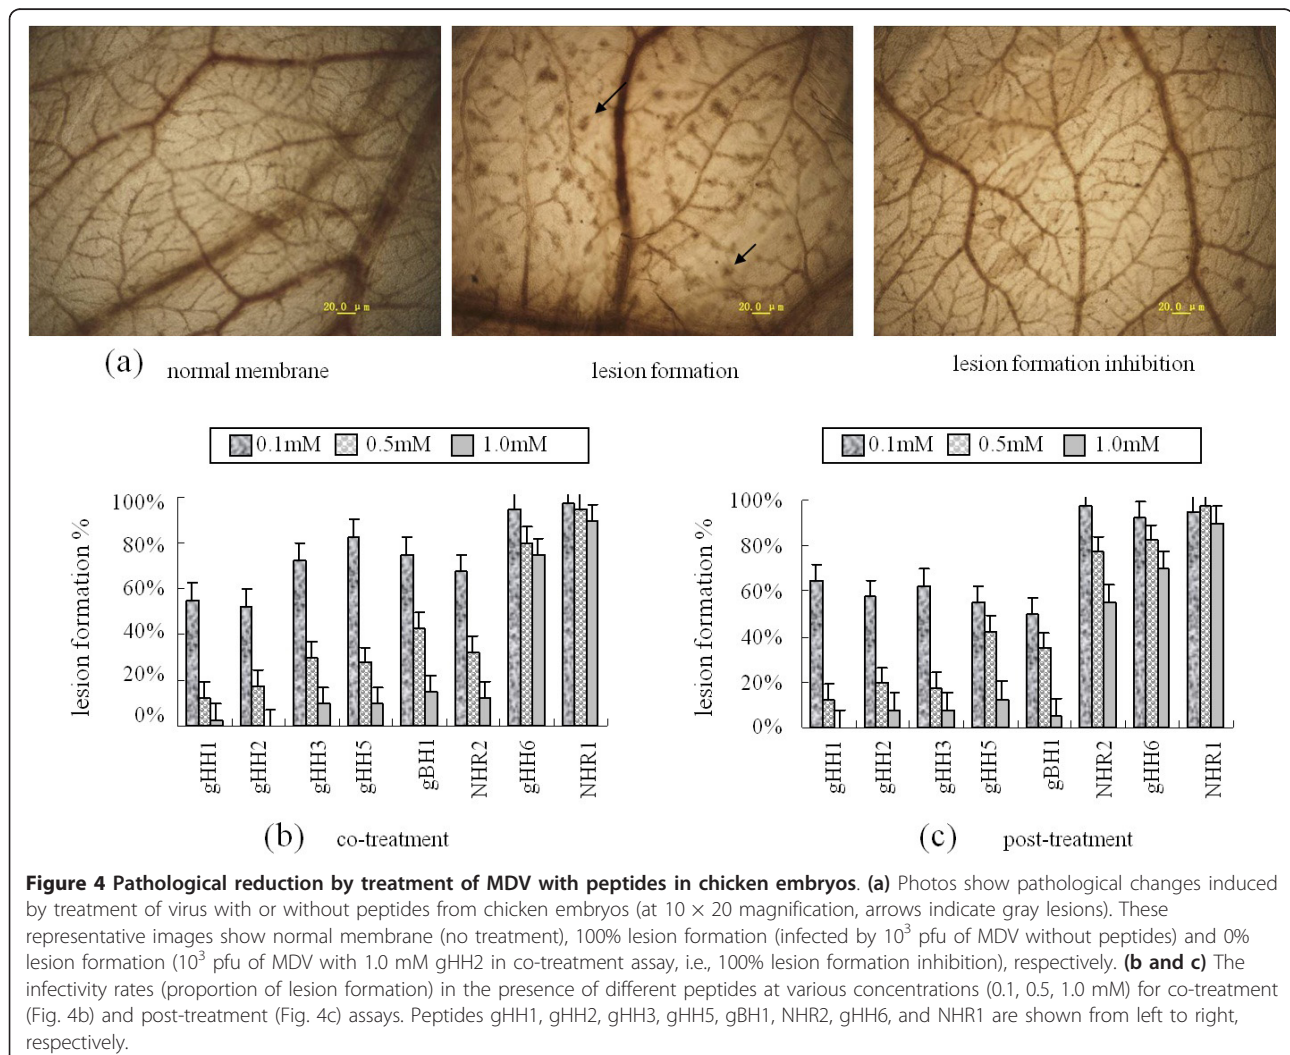 20.0 μm
20.0 μm
20.0 μm
(a) normal membrane
lesion formation
lesion formation inhibition
0.1mM 0.5mM 1.0mM
lesion formation %
100%
80%
60%
40%
20%
0%
gHH1 gHH2 gHH3 gHH5 gBH1 NHR2 gHH6 NHR1
(b) co-treatment
0.1mM 0.5mM 1.0mM
lesion formation %
100%
80%
60%
40%
20%
0%
gHH1 gHH2 gHH3 gHH5 gBH1 NHR2 gHH6 NHR1
(c) post-treatment
Figure 4 Pathological reduction by treatment of MDV with peptides in chicken embryos. (a) Photos show pathological changes induced
by treatment of virus with or without peptides from chicken embryos (at 10 × 20 magnification, arrows indicate gray lesions). These
representative images show normal membrane (no treatment), 100% lesion formation (infected by 10³ pfu of MDV without peptides) and 0%
lesion formation (10³ pfu of MDV with 1.0 mM gHH2 in co-treatment assay, i.e., 100% lesion formation inhibition), respectively. (b and c) The
infectivity rates (proportion of lesion formation) in the presence of different peptides at various concentrations (0.1, 0.5, 1.0 mM) for co-treatment
(Fig. 4b) and post-treatment (Fig. 4c) assays. Peptides gHH1, gHH2, gHH3, gHH5, gBH1, NHR2, gHH6, and NHR1 are shown from left to right,
respectively.